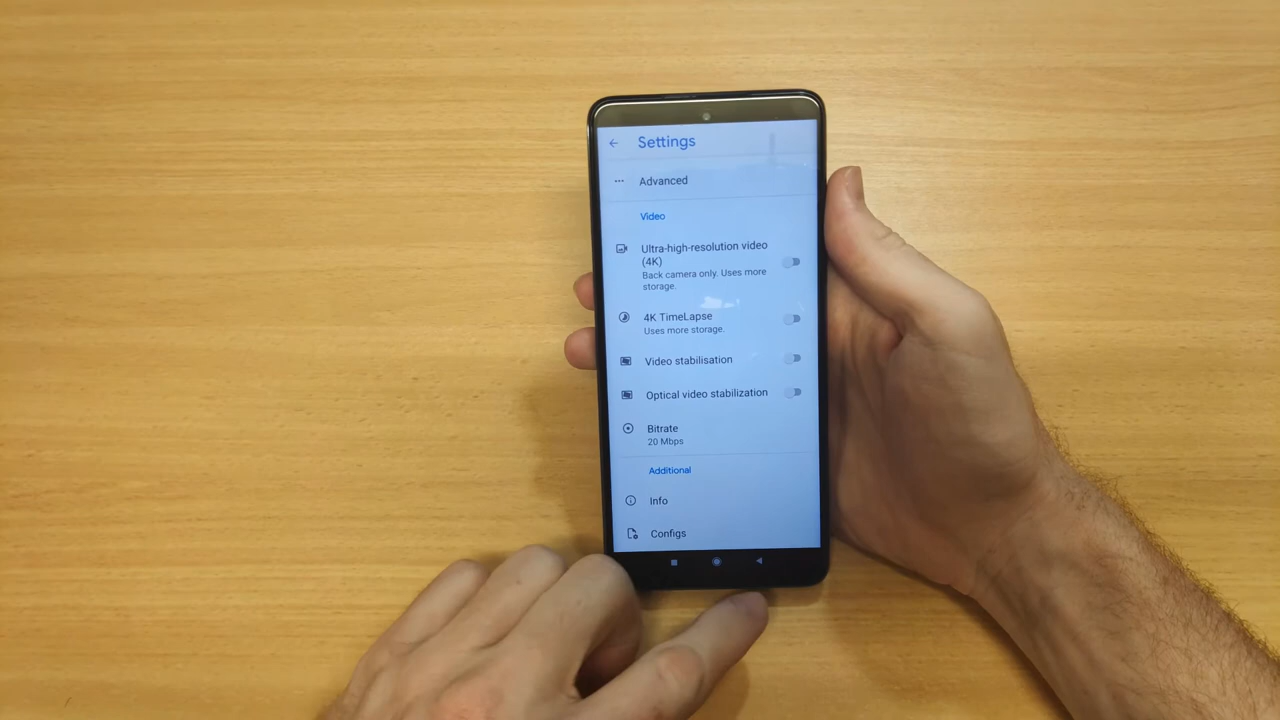 Settings
Advanced
Video
Ultra-high-resolution video
(4K)
Back camera only. Uses more
storage.
4K TimeLapse
Uses more storage.
Video stabilisation
Optical video stabilization
Bitrate
20 Mbps
Additional
Info
Configs